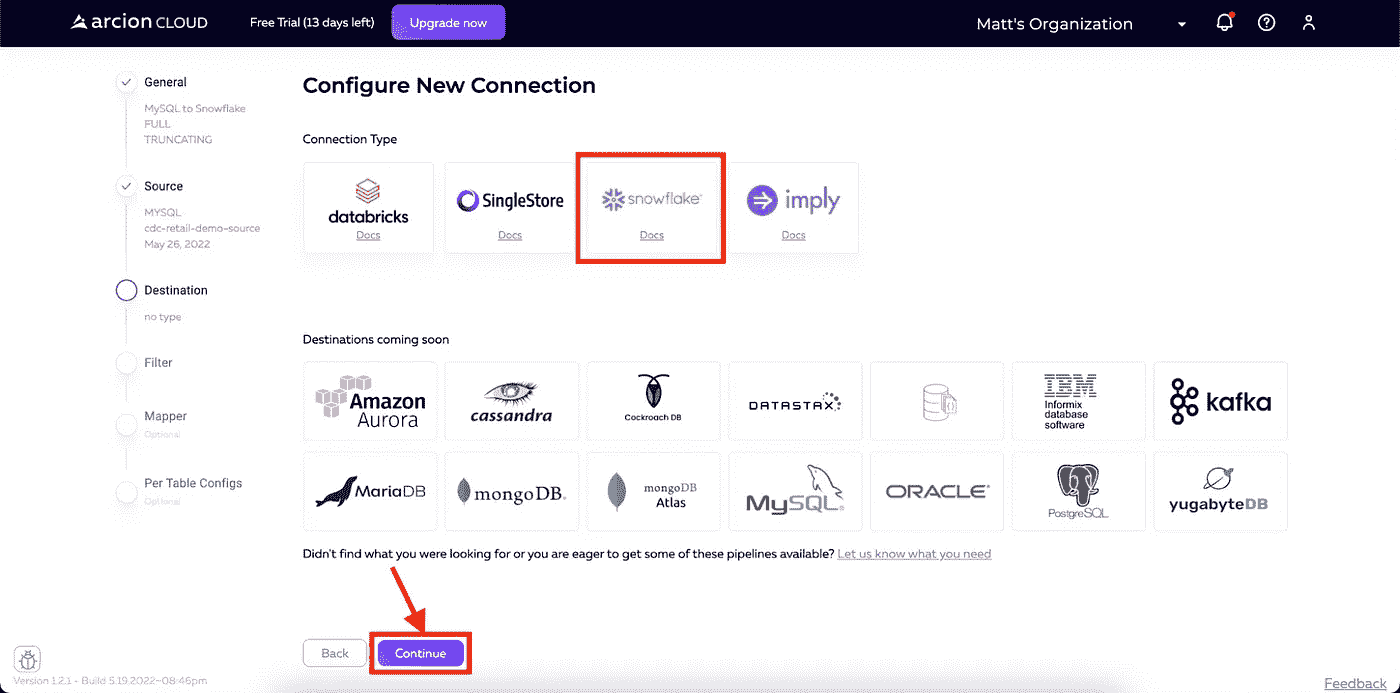 arcion CLOUD
Free Trial (13 days left)
Upgrade now
Matt's Organization
General
MySQL to Snowflake
FULL
TRUNCATING
Source
MYSQL
cdc-retail-demo-source
May 26, 2022
Destination
no type
Filter
Mapper
Optional
Per Table Configs
Optional
Configure New Connection
Connection Type
databricks
Docs
SingleStore
Docs
snowflake
Docs
imply
Docs
Destinations coming soon
Amazon
Aurora
cassandra
Cockroach DB
DATASTAX
IBM
Informix
database
software
kafka
MariaDB
mongoDB.
mongoDB
Atlas
MySQL
ORACLE
PostgreSQL
yugabyteDB
Didn't find what you were looking for or you are eager to get some of these pipelines available? Let us know what you need
Back
Continue
Version 1.2.1 - Build 5.19.2022-08:46pm
Feedback